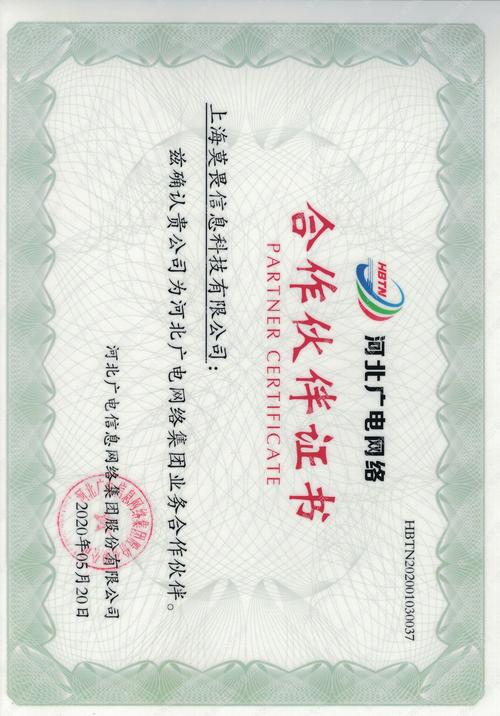 HBTN202001030037
HBTN
河北广电网络
合作伙伴证书
PARTNER CERTIFICATE
上海莫畏信息科技有限公司：
兹确认贵公司为河北广电网络集团业务合作伙伴。
河北广电信息网络集团股份有限公司
2020年05月20日